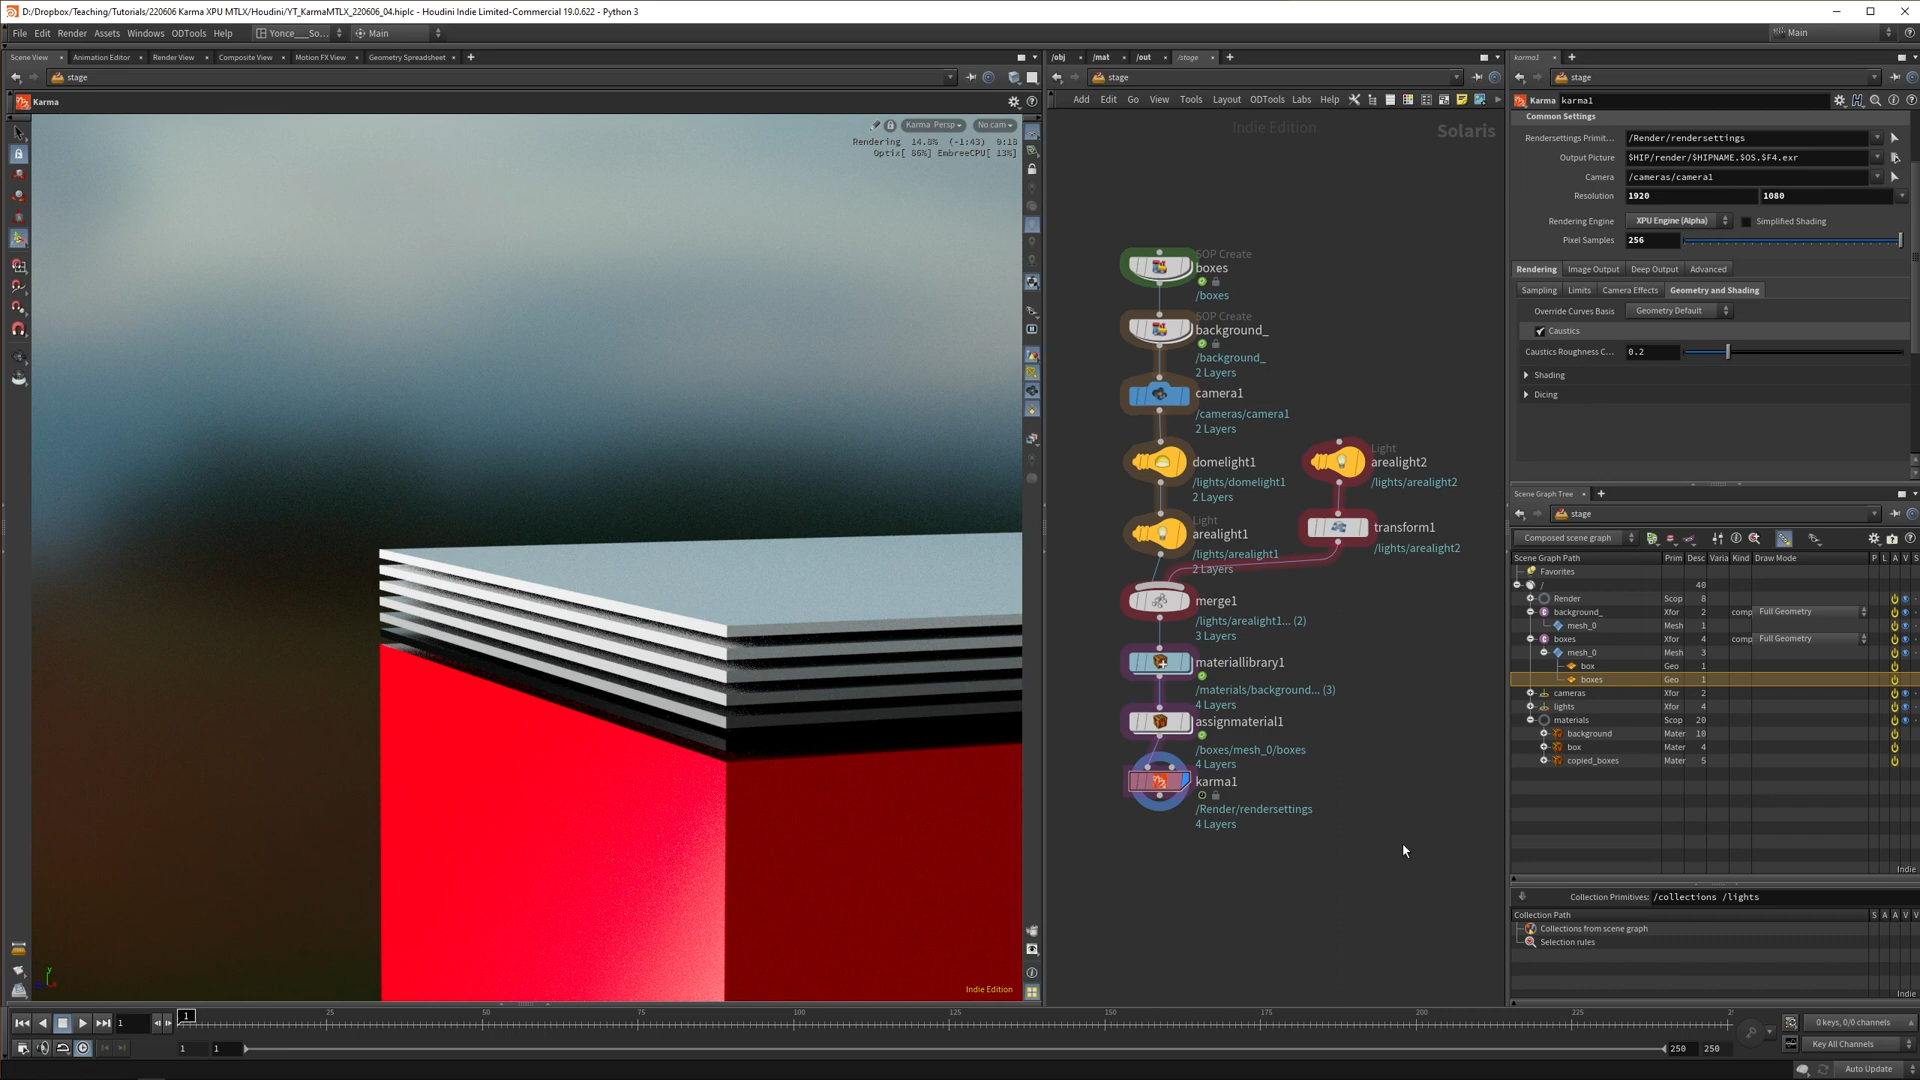 D:/Dropbox/Teaching/Tutorials/220606 Karma XPU MTLX/Houdini/YT_KarmaMTLX_220606_04.hiplc - Houdini Indie Limited-Commercial 19.0.622 - Python 3
File Edit Render Assets Windows ODTools Help Yonce___So... Main Main
Scene View Animation Editor Render View Composite View Motion FX View Geometry Spreadsheet
stage
Karma
Karma Persp No cam
Rendering 14.8% (-1:43) 0:18
Optix[ 86%] EmbreeCPU[ 13%]
Indie Edition
/obj /mat /out /stage
stage
Add Edit Go View Tools Layout ODTools Labs Help
Indie Edition Solaris
SOP Create
boxes
/boxes
SOP Create
background_
/background_
2 Layers
camera1
/cameras/camera1
2 Layers
domelight1
/lights/domelight1
2 Layers
Light
arealight2
/lights/arealight2
Light
arealight1
/lights/arealight1
2 Layers
transform1
/lights/arealight2
merge1
/lights/arealight1... (2)
3 Layers
materiallibrary1
/materials/background... (3)
4 Layers
assignmaterial1
/boxes/mesh_0/boxes
4 Layers
karma1
/Render/rendersettings
4 Layers
karma1
stage
Karma karma1
Common Settings
Rendersettings Primit... /Render/rendersettings
Output Picture $HIP/render/$HIPNAME.$OS.$F4.exr
Camera /cameras/camera1
Resolution 1920 1080
Rendering Engine XPU Engine (Alpha) Simplified Shading
Pixel Samples 256
Rendering Image Output Deep Output Advanced
Sampling Limits Camera Effects Geometry and Shading
Override Curves Basis Geometry Default
Caustics
Caustics Roughness C... 0.2
Shading
Dicing
Scene Graph Tree
stage
Composed scene graph
Scene Graph Path Prim Desc Varia Kind Draw Mode P L A V S
Favorites
/ 40
Render Scop 8
background_ Xfor 2 comp Full Geometry
mesh_0 Mesh 1
boxes Xfor 4 comp Full Geometry
mesh_0 Mesh 3
box Geo 1
boxes Geo 1
cameras Xfor 2
lights Xfor 4
materials Scop 20
background Mater 10
box Mater 4
copied_boxes Mater 5
Indie
Collection Primitives: /collections /lights
Collection Path S A A V V
Collections from scene graph
Selection rules
Indie
1 1 25 50 75 100 125 150 175 200 225
0 keys, 0/0 channels
1 1 250 250
Key All Channels
Auto Update